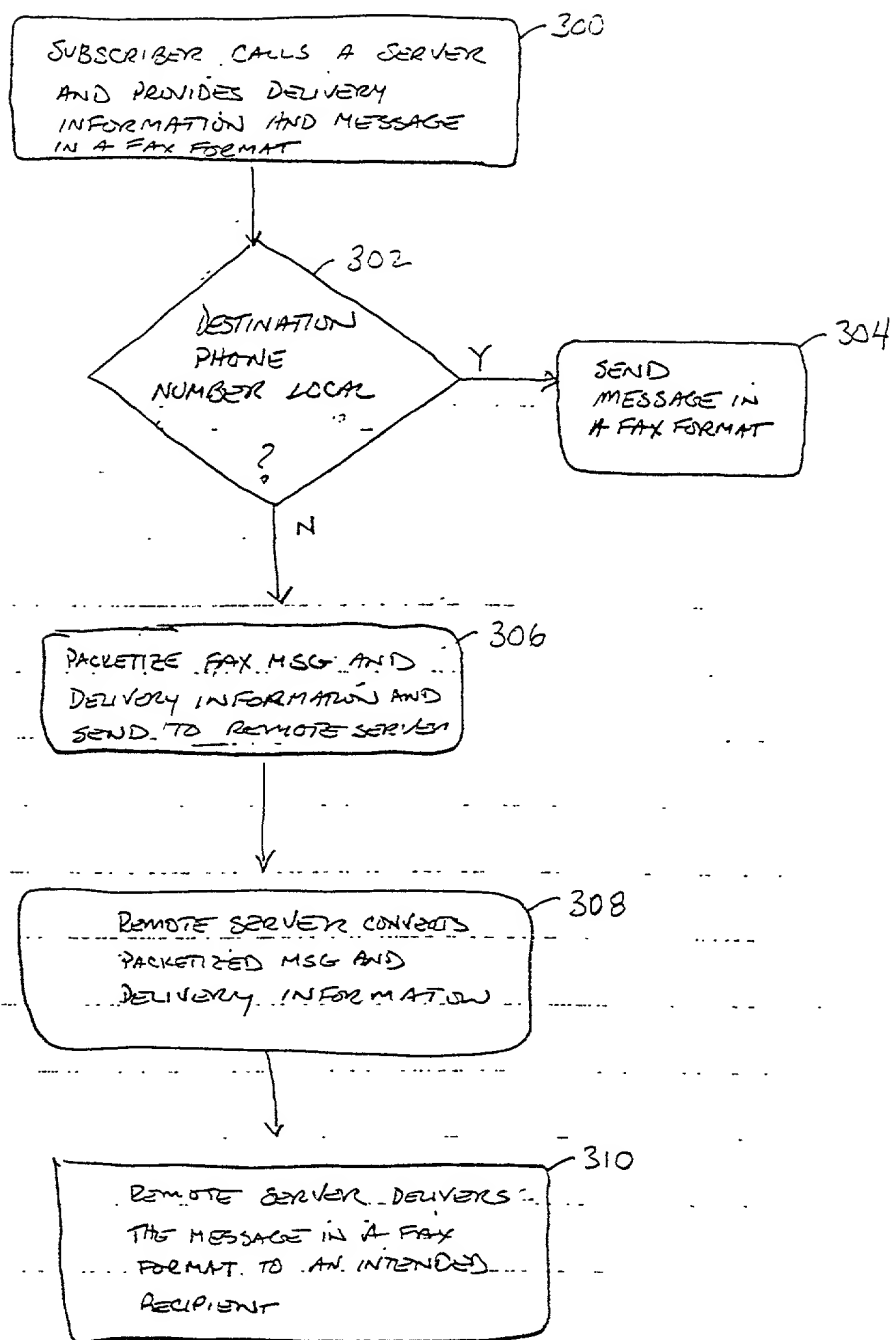 300
SUBSCRIBER CALLS A SERVER
AND PROVIDES DELIVERY
INFORMATION AND MESSAGE
IN A FAX FORMAT
302
DESTINATION
PHONE
NUMBER LOCAL
?
Y
N
304
SEND
MESSAGE IN
A FAX FORMAT
306
PACKETIZE FAX MSG AND
DELIVERY INFORMATION AND
SEND TO REMOTE SERVER
308
REMOTE SERVER CONVERTS
PACKETIZED MSG AND
DELIVERY INFORMATION
310
REMOTE SERVER DELIVERS
THE MESSAGE IN A FAX
FORMAT TO AN INTENDED
RECIPIENT